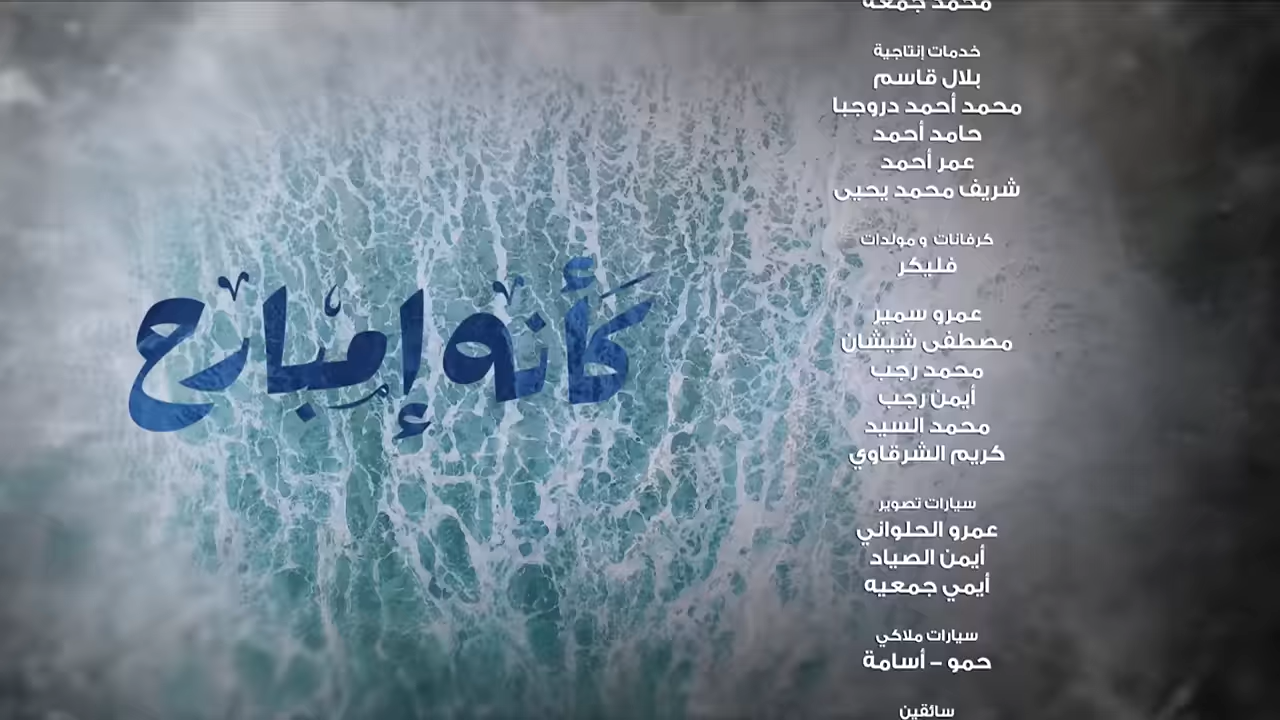 محمد جمعه
خدمات إنتاجية
بلال قاسم
محمد أحمد دروجبا
حامد أحمد
عمر أحمد
شريف محمد يحيى
كرفانات و مولدات
فليكر
عمرو سمير
مصطفى شيشان
محمد رجب
أيمن رجب
محمد السيد
كريم الشرقاوي
سيارات تصوير
عمرو الحلواني
أيمن الصياد
أيمي جمعيه
سيارات ملاكي
حمو - أسامة
سائقين
كأنه إمبارح